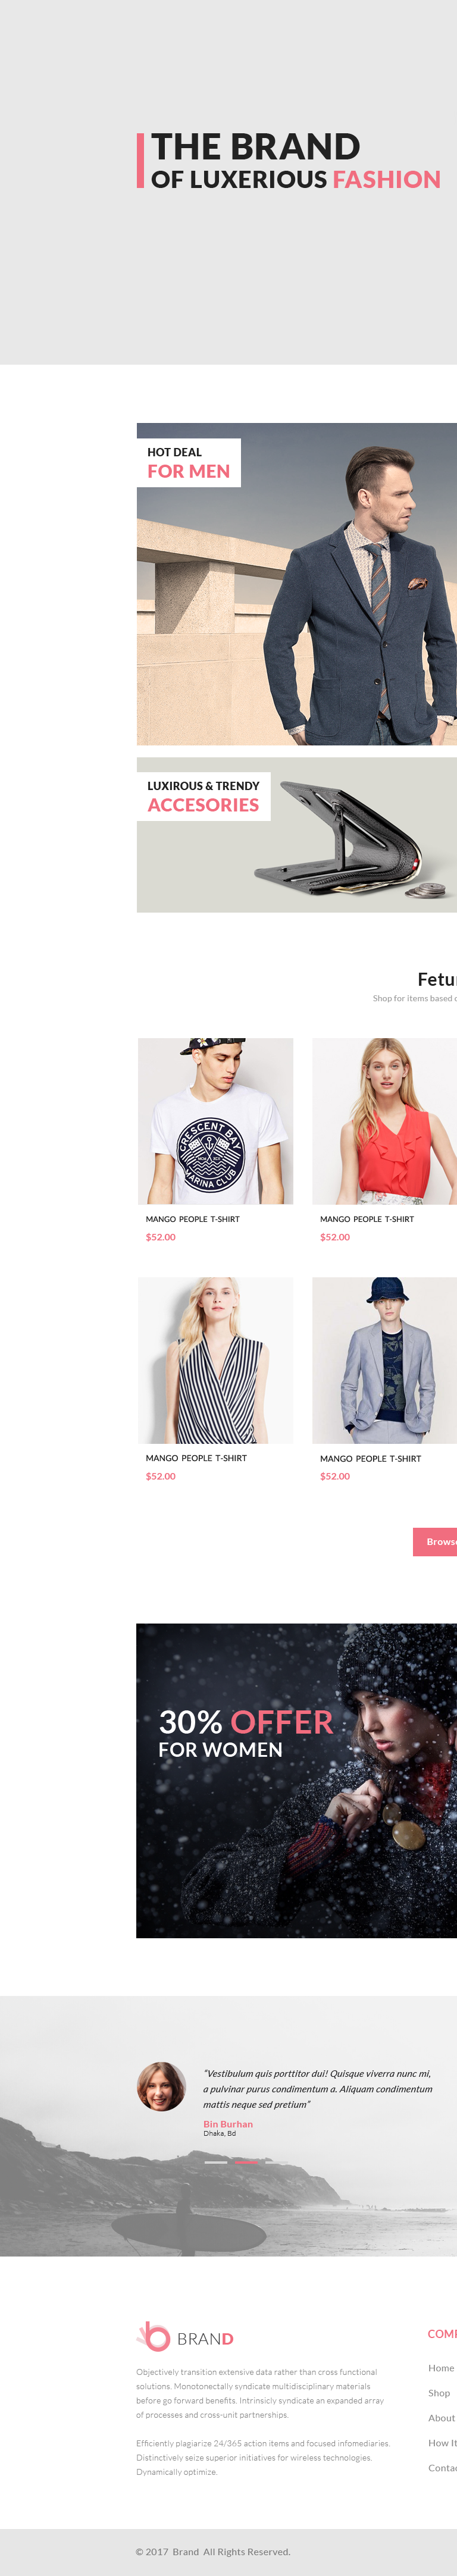 THE BRAND
OF LUXERIOUS FASHION
HOT DEAL
FOR MEN
LUXIROUS & TRENDY
ACCESORIES
Fetu
Shop for items based
CRESCENT BAY
MARINA CLUB
MANGO PEOPLE T-SHIRT
$52.00
MANGO PEOPLE T-SHIRT
$52.00
MANGO PEOPLE T-SHIRT
$52.00
MANGO PEOPLE T-SHIRT
$52.00
Brows
30% OFFER
FOR WOMEN
“Vestibulum quis porttitor dui! Quisque viverra nunc mi,
a pulvinar purus condimentum a. Aliquam condimentum
mattis neque sed pretium”
Bin Burhan
Dhaka, Bd
BRAND
Objectively transition extensive data rather than cross functional
solutions. Monotonectally syndicate multidisciplinary materials
before go forward benefits. Intrinsicly syndicate an expanded array
of processes and cross-unit partnerships.
Efficiently plagiarize 24/365 action items and focused infomediaries.
Distinctively seize superior initiatives for wireless technologies.
Dynamically optimize.
COM
Home
Shop
About
How It
Conta
© 2017 Brand All Rights Reserved.